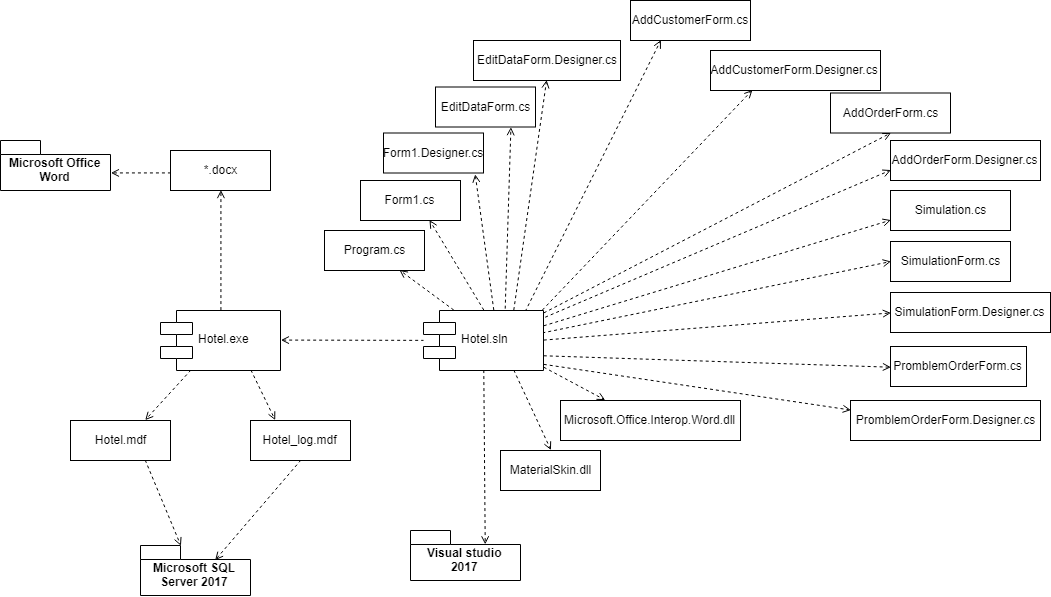 AddCustomerForm.cs
EditDataForm.Designer.cs
AddCustomerForm.Designer.cs
EditDataForm.cs
AddOrderForm.cs
Form1.Designer.cs
AddOrderForm.Designer.cs
Microsoft Office
Word
*.docx
Form1.cs
Simulation.cs
Program.cs
SimulationForm.cs
SimulationForm.Designer.cs
Hotel.exe
Hotel.sln
PromblemOrderForm.cs
Microsoft.Office.Interop.Word.dll
PromblemOrderForm.Designer.cs
Hotel.mdf
Hotel_log.mdf
MaterialSkin.dll
Visual studio
2017
Microsoft SQL
Server 2017